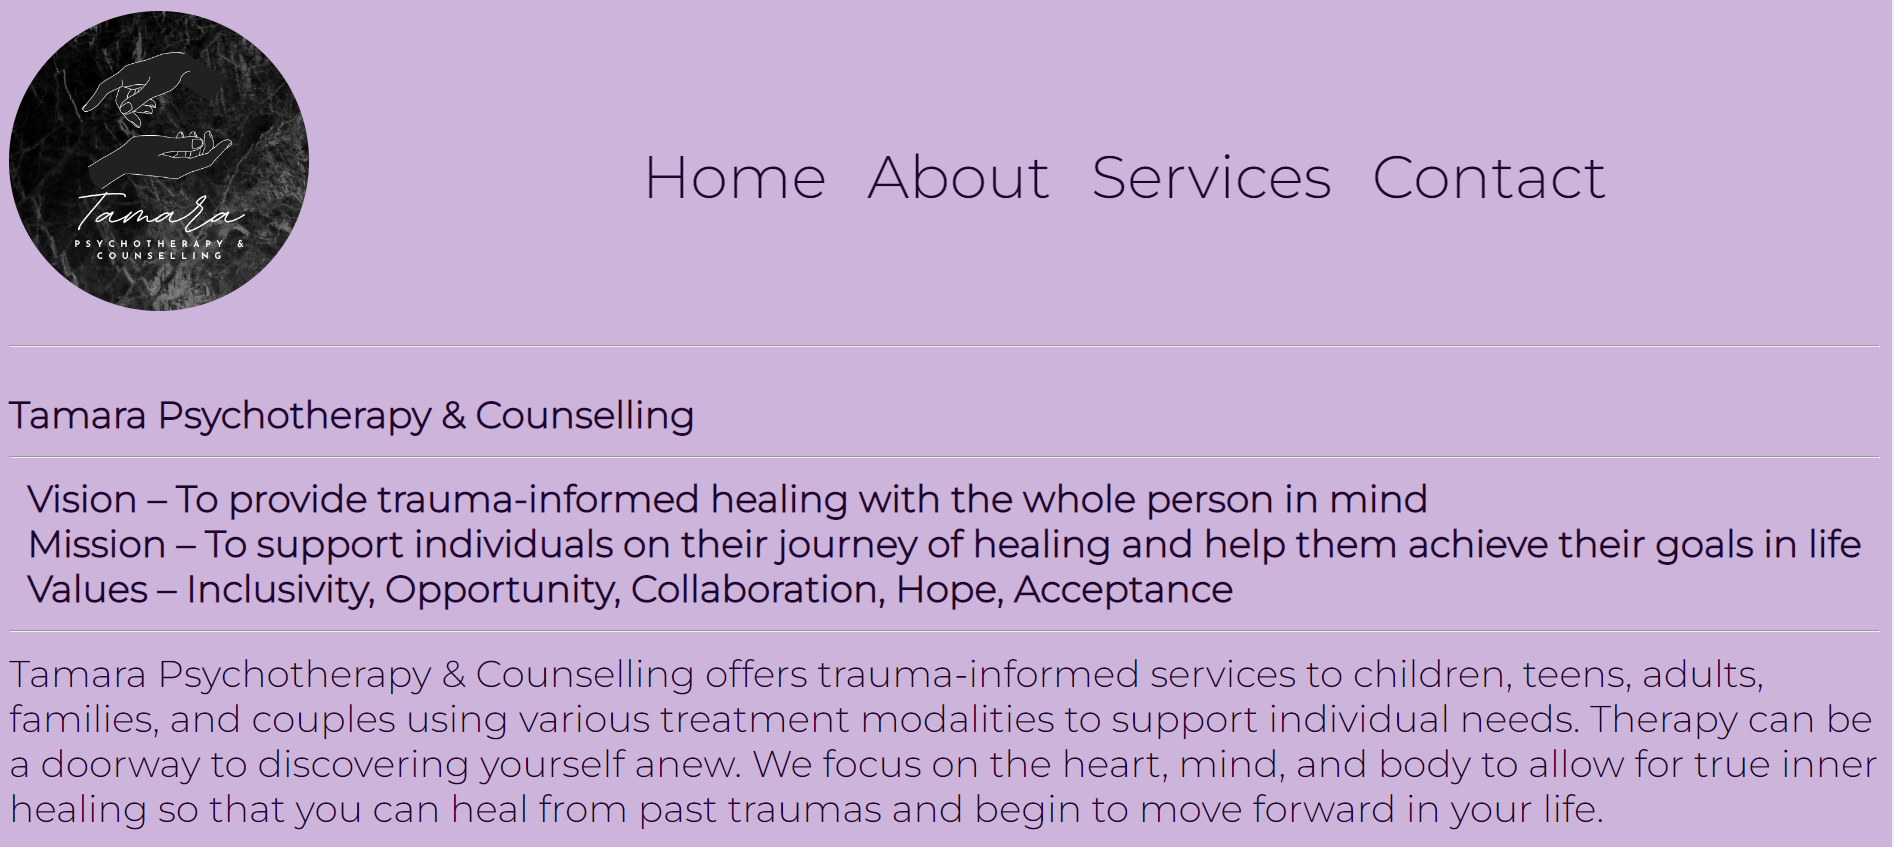 Tamara
PSYCHOTHERAPY &
COUNSELLING
Home About Services Contact
Tamara Psychotherapy & Counselling
Vision – To provide trauma-informed healing with the whole person in mind
Mission – To support individuals on their journey of healing and help them achieve their goals in life
Values – Inclusivity, Opportunity, Collaboration, Hope, Acceptance
Tamara Psychotherapy & Counselling offers trauma-informed services to children, teens, adults,
families, and couples using various treatment modalities to support individual needs. Therapy can be
a doorway to discovering yourself anew. We focus on the heart, mind, and body to allow for true inner
healing so that you can heal from past traumas and begin to move forward in your life.